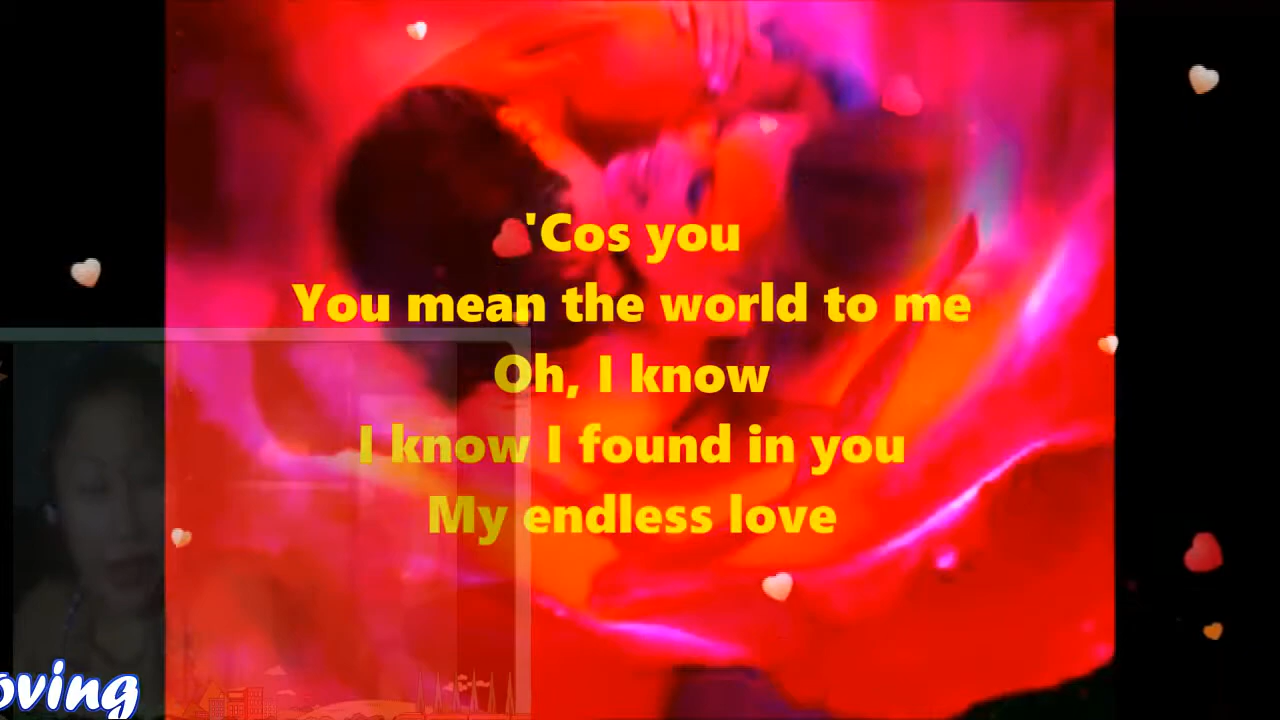 'Cos you
You mean the world to me
Oh, I know
I know I found in you
My endless love
oving